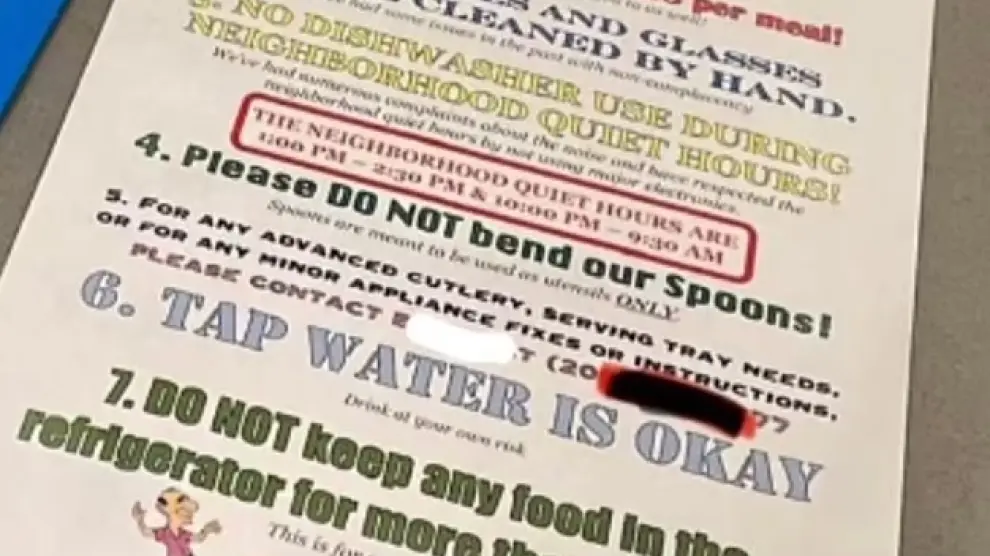 per meal!
AND GLASSES
CLEANED BY HAND.
had some issues in the past with non-complacency
NO DISHWASHER USE DURING
NEIGHBORHOOD QUIET HOURS!
We've had numerous complaints about the noise and have respected the
neighborhood quiet hours by not using major electronics.
THE NEIGHBORHOOD QUIET HOURS ARE
1:00 PM – 2:30 PM & 10:00 PM – 9:30 AM
4. Please DO NOT bend our Spoons!
Spoons are meant to be used as utensils ONLY
5. FOR ANY ADVANCED CUTLERY, SERVING TRAY NEEDS,
OR FOR ANY MINOR APPLIANCE FIXES OR INSTRUCTIONS,
PLEASE CONTACT T (20 77
6. TAP WATER IS OKAY
Drink at your own risk
7. DO NOT keep any food in the
refrigerator for more
This is for